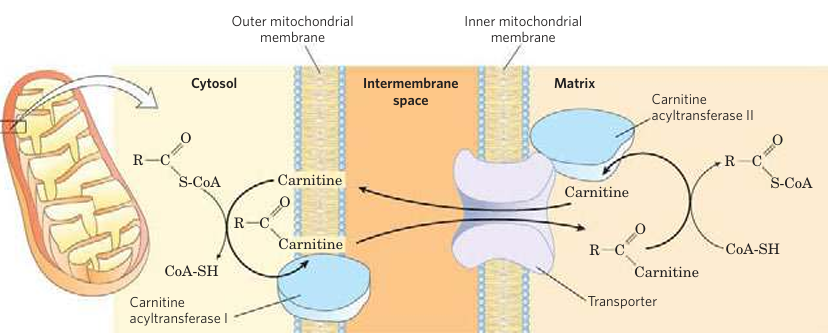 Outer mitochondrial
membrane
Inner mitochondrial
membrane
Cytosol
Intermembrane
space
Matrix
Carnitine
acyltransferase II
O
R–C
S-CoA
Carnitine
O
R–C
Carnitine
CoA-SH
Carnitine
acyltransferase I
Carnitine
O
R–C
Carnitine
O
R–C
S-CoA
CoA-SH
Transporter